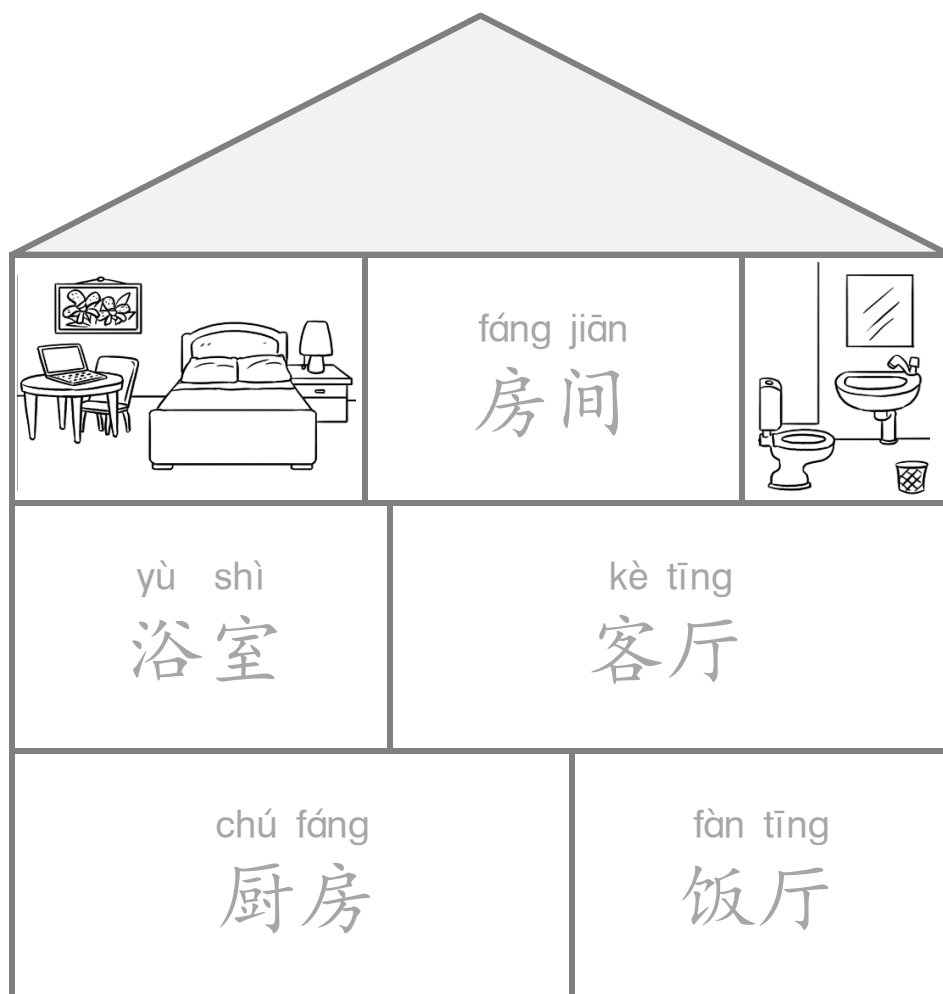 fáng jiān
房间
yù shì
浴室
kè tīng
客厅
chú fáng
厨房
fàn tīng
饭厅